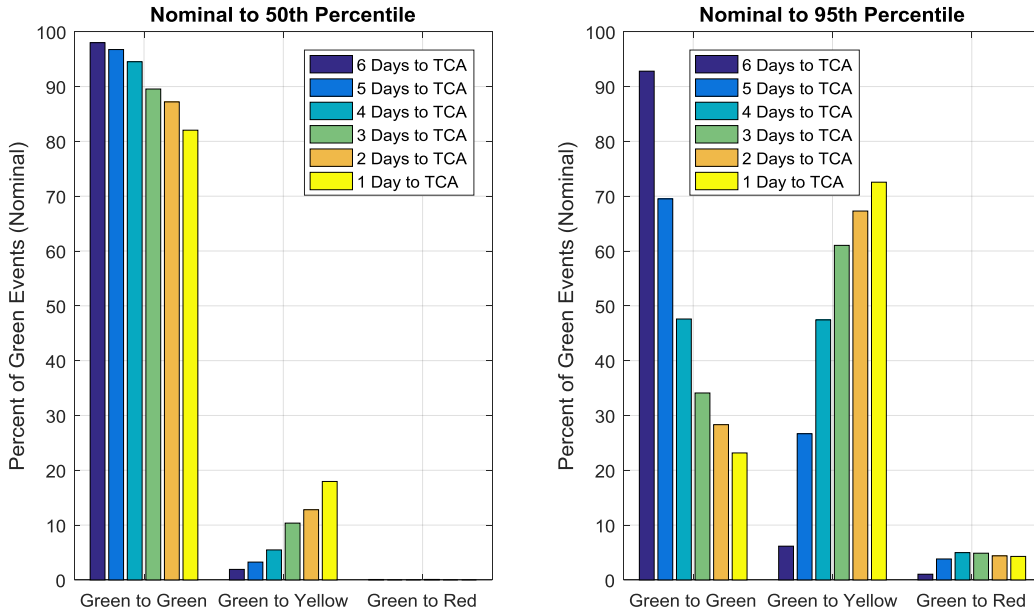 Nominal to 50th Percentile
Percent of Green Events (Nominal)
100
90
80
70
60
50
40
30
20
10
0
6 Days to TCA
5 Days to TCA
4 Days to TCA
3 Days to TCA
2 Days to TCA
1 Day to TCA
Green to Green
Green to Yellow
Green to Red
Nominal to 95th Percentile
Percent of Green Events (Nominal)
100
90
80
70
60
50
40
30
20
10
0
6 Days to TCA
5 Days to TCA
4 Days to TCA
3 Days to TCA
2 Days to TCA
1 Day to TCA
Green to Green
Green to Yellow
Green to Red